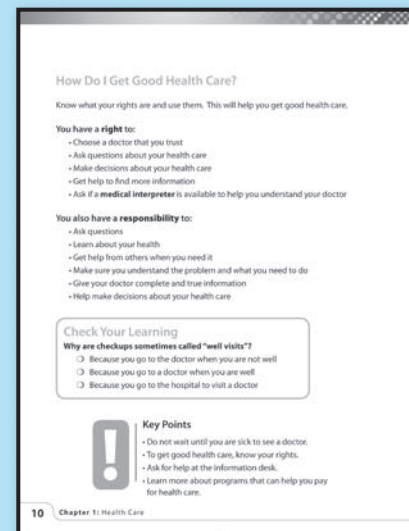 How Do I Get Good Health Care?
Know what your rights are and use them. This will help you get good health care.
You have a right to:
• Choose a doctor that you trust
• Ask questions about your health care
• Make decisions about your health care
• Get help to find more information
• Ask if a medical interpreter is available to help you understand your doctor
You also have a responsibility to:
• Ask questions
• Learn about your health
• Get help from others when you need it
• Make sure you understand the problem and what you need to do
• Give your doctor complete and true information
• Help make decisions about your health care
Check Your Learning
Why are checkups sometimes called "well visits"?
❍ Because you go to the doctor when you are not well
❍ Because you go to a doctor when you are well
❍ Because you go to the hospital to visit a doctor
!
Key Points
• Do not wait until you are sick to see a doctor.
• To get good health care, know your rights.
• Ask for help at the information desk.
• Learn more about programs that can help you pay
for health care.
10 Chapter 1: Health Care